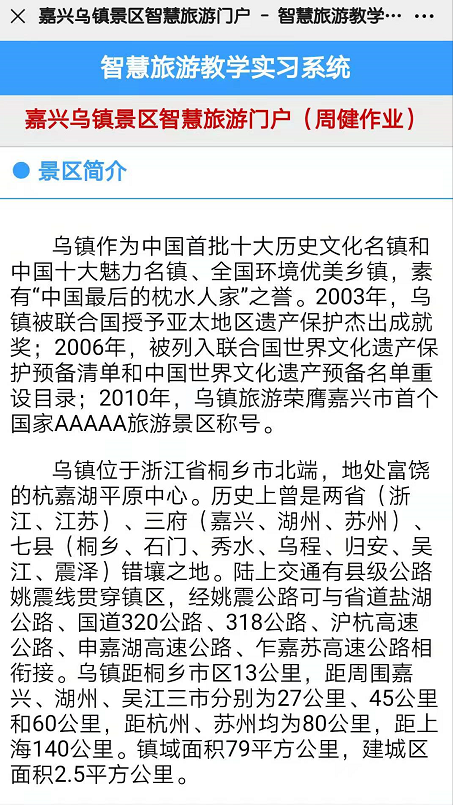 嘉兴乌镇景区智慧旅游门户 - 智慧旅游教学…
智慧旅游教学实习系统
嘉兴乌镇景区智慧旅游门户（周健作业）
景区简介
乌镇作为中国首批十大历史文化名镇和
中国十大魅力名镇、全国环境优美乡镇，素
有“中国最后的枕水人家”之誉。2003年，乌
镇被联合国授予亚太地区遗产保护杰出成就
奖；2006年，被列入联合国世界文化遗产保
护预备清单和中国世界文化遗产预备名单重
设目录；2010年，乌镇旅游荣膺嘉兴市首个
国家AAAAA旅游景区称号。
乌镇位于浙江省桐乡市北端，地处富饶
的杭嘉湖平原中心。历史上曾是两省（浙
江、江苏）、三府（嘉兴、湖州、苏州）、
七县（桐乡、石门、秀水、乌程、归安、吴
江、震泽）错壤之地。陆上交通有县级公路
姚震线贯穿镇区，经姚震公路可与省道盐湖
公路、国道320公路、318公路、沪杭高速
公路、申嘉湖高速公路、乍嘉苏高速公路相
衔接。乌镇距桐乡市区13公里，距周围嘉
兴、湖州、吴江三市分别为27公里、45公里
和60公里，距杭州、苏州均为80公里，距上
海140公里。镇域面积79平方公里，建城区
面积2.5平方公里。